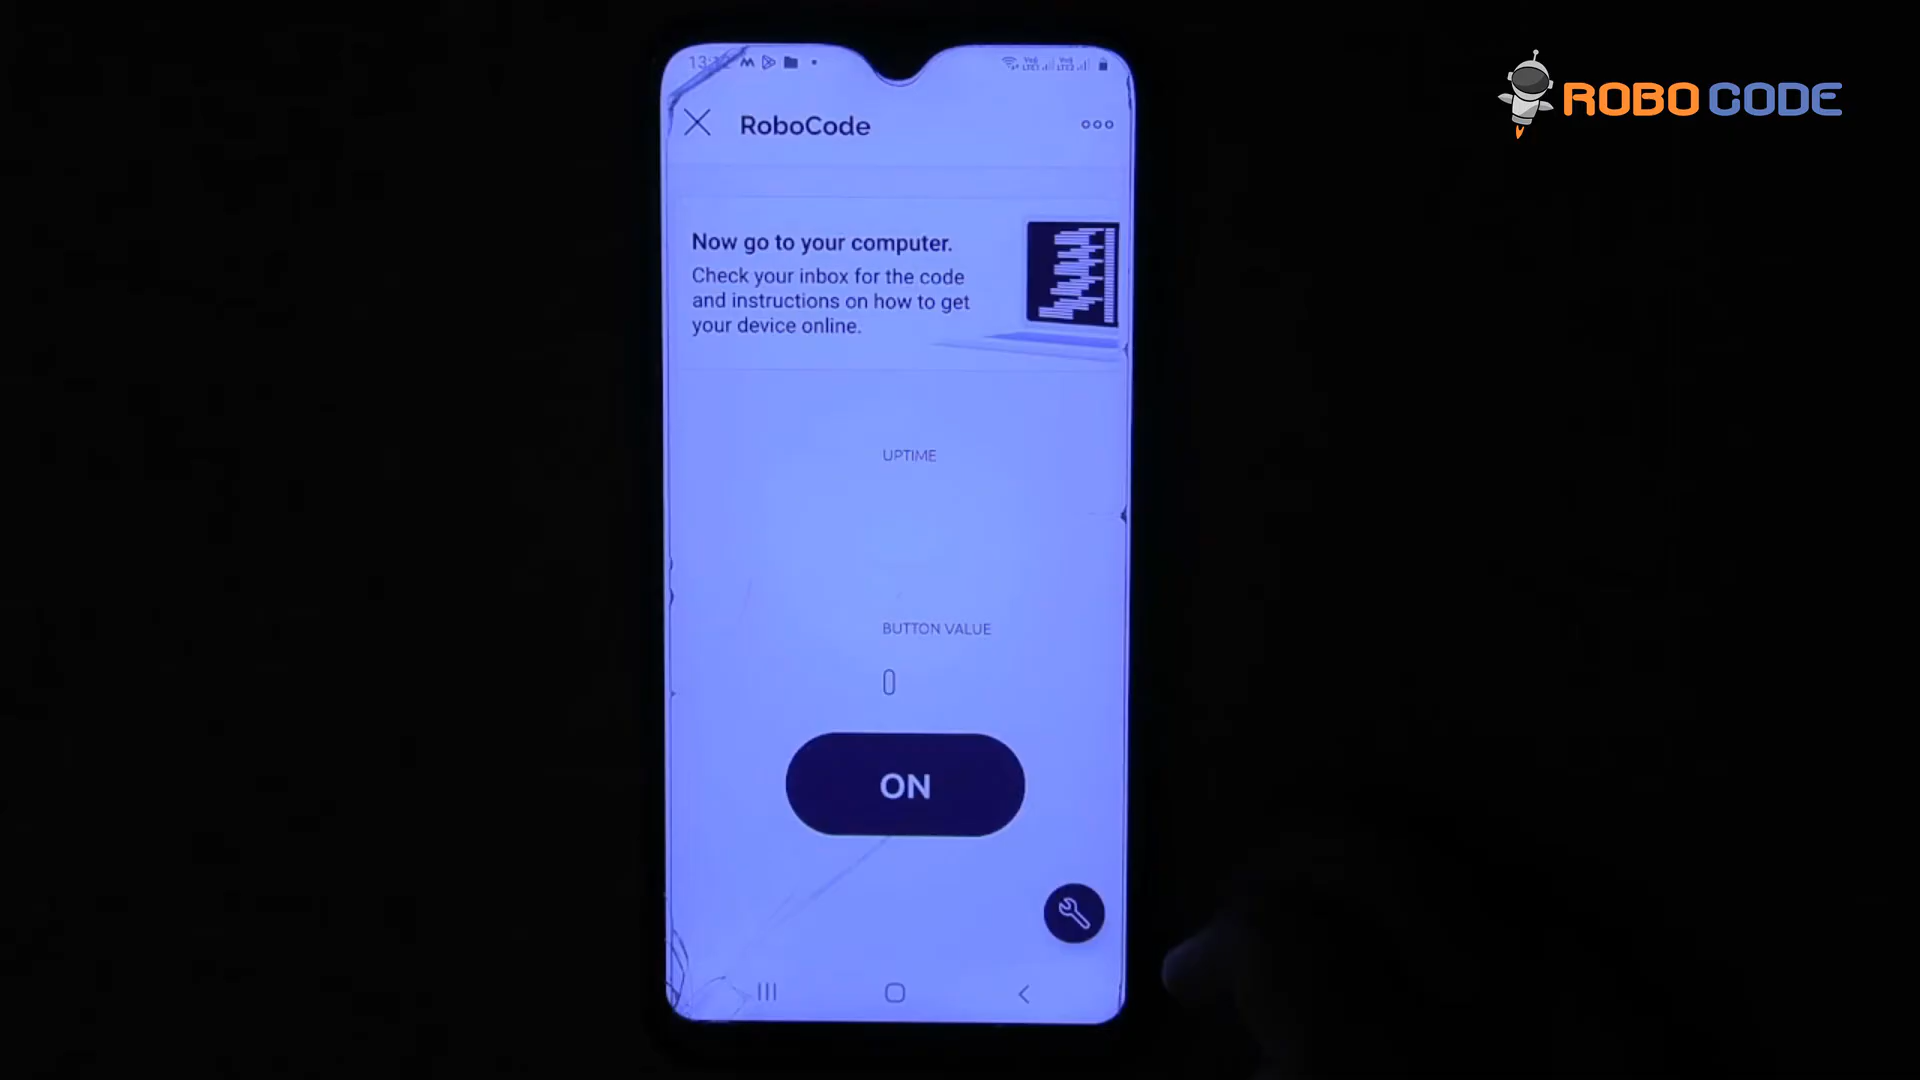 ROBO CODE
RoboCode
Now go to your computer.
Check your inbox for the code
and instructions on how to get
your device online.
UPTIME
BUTTON VALUE
0
ON